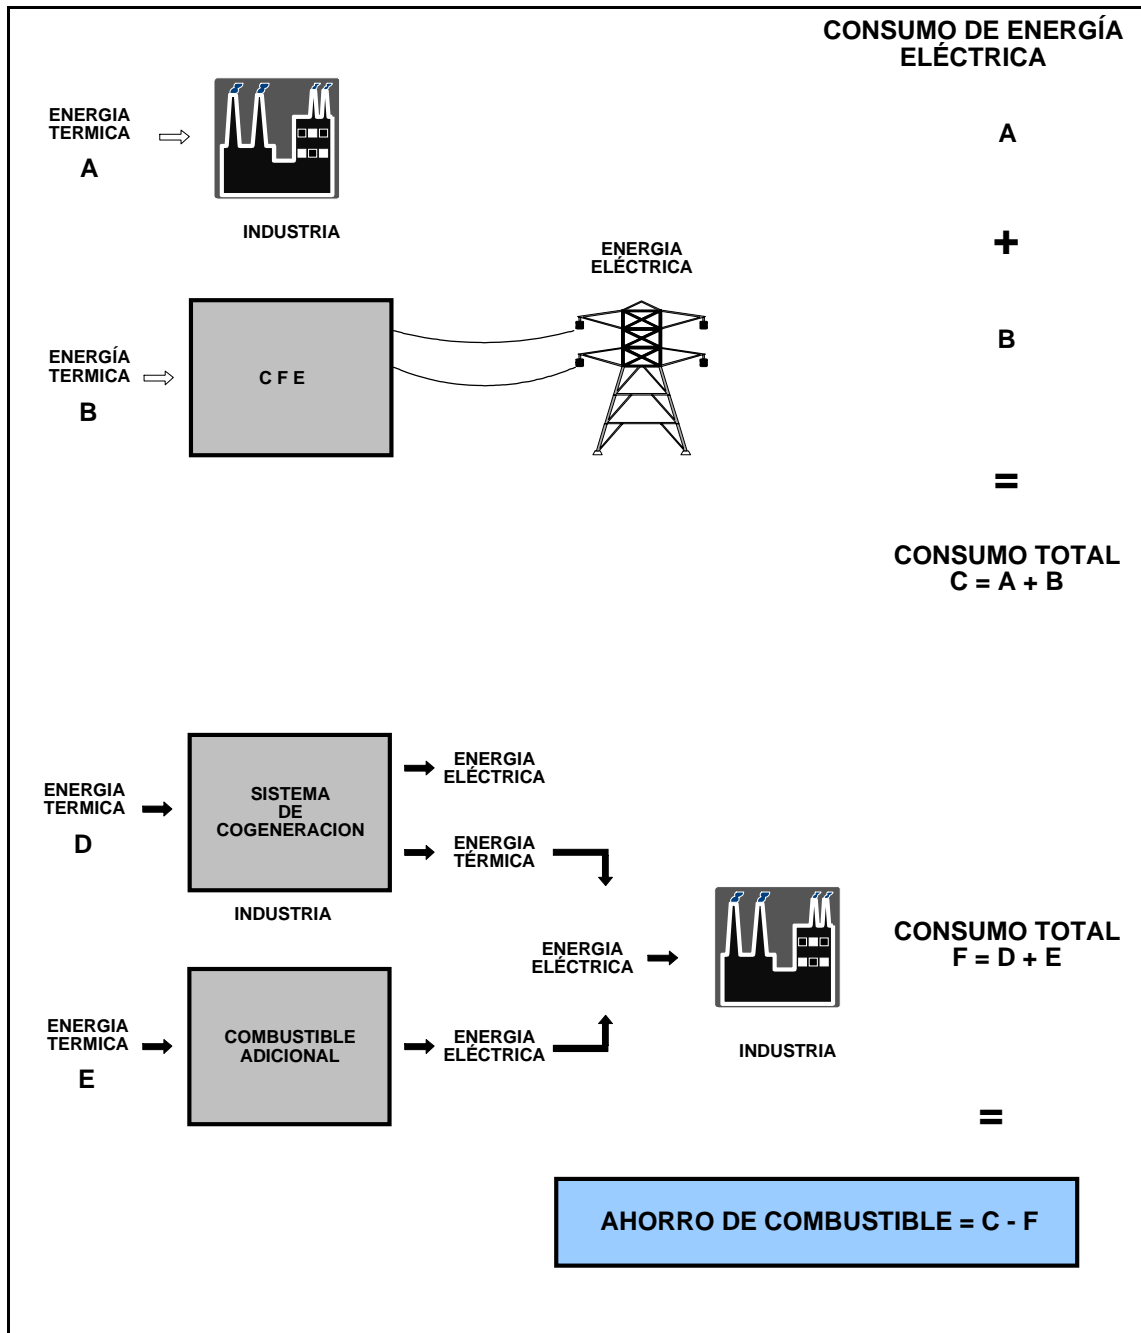 CONSUMO DE ENERGÍA
ELÉCTRICA
ENERGIA
TERMICA
A
A
INDUSTRIA
+
ENERGIA
ELÉCTRICA
ENERGÍA
TERMICA
B
C F E
B
=
CONSUMO TOTAL
C = A + B
ENERGIA
TERMICA
D
SISTEMA
DE
COGENERACION
ENERGIA
ELÉCTRICA
ENERGIA
TÉRMICA
INDUSTRIA
ENERGIA
ELÉCTRICA
CONSUMO TOTAL
F = D + E
ENERGIA
TERMICA
E
COMBUSTIBLE
ADICIONAL
ENERGIA
ELÉCTRICA
INDUSTRIA
=
AHORRO DE COMBUSTIBLE = C - F